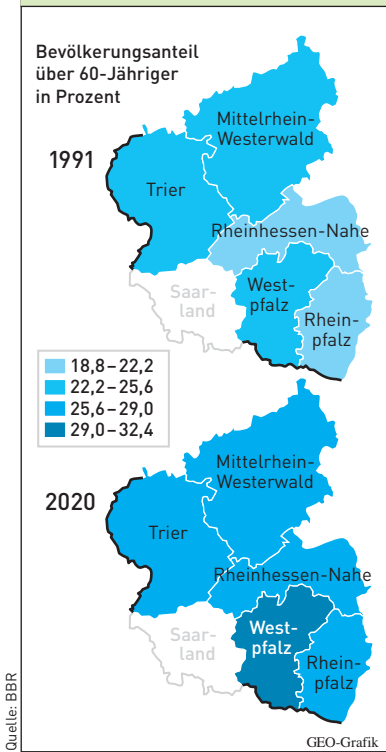 Bevölkerungsanteil
über 60-Jähriger
in Prozent
1991
Mittelrhein-
Westerwald
Trier
Rheinhessen-Nahe
Saar-
land
West-
pfalz
Rhein-
pfalz
18,8–22,2
22,2–25,6
25,6–29,0
29,0–32,4
2020
Mittelrhein-
Westerwald
Trier
Rheinhessen-Nahe
Saar-
land
West-
pfalz
Rhein-
pfalz
Quelle: BBR
GEO-Grafik